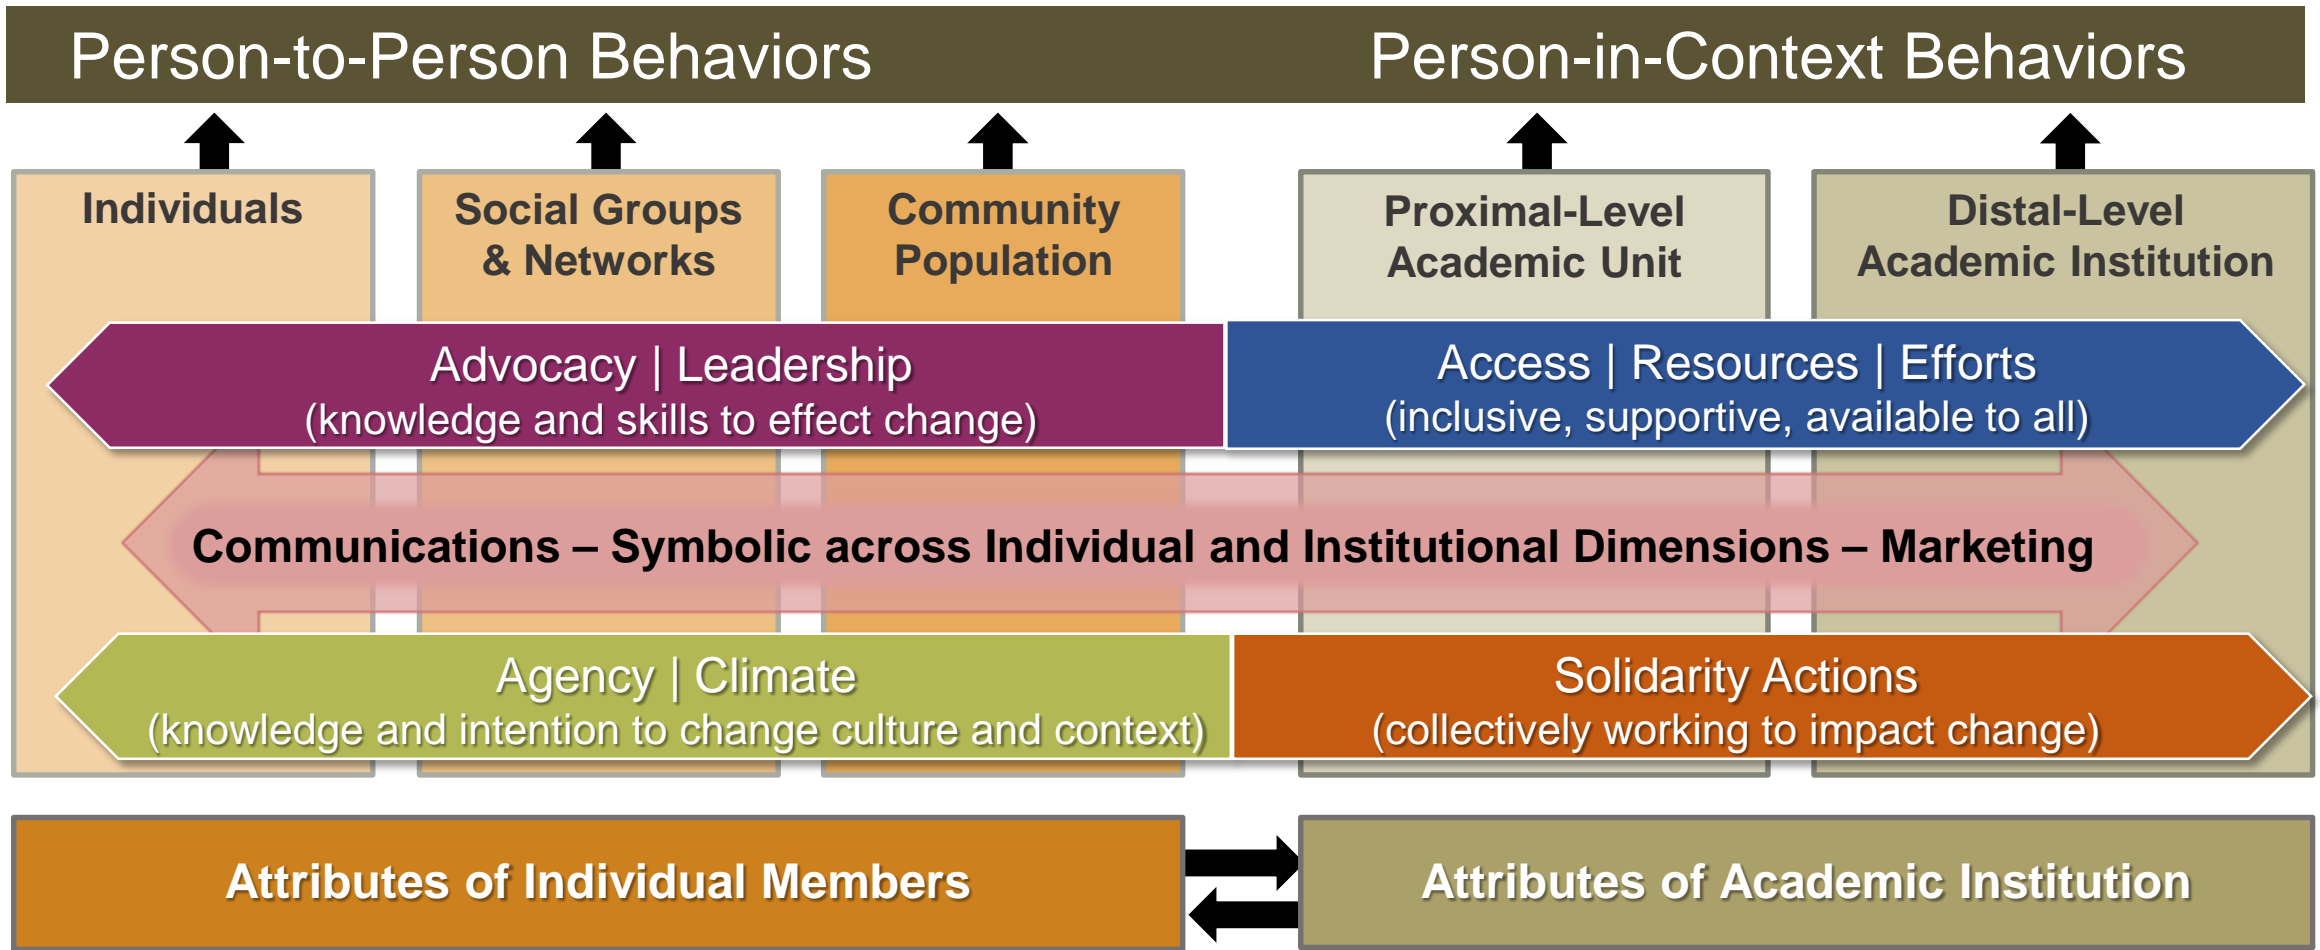 Person-to-Person Behaviors
Person-in-Context Behaviors
Individuals
Social Groups
& Networks
Community
Population
Proximal-Level
Academic Unit
Distal-Level
Academic Institution
Advocacy | Leadership
(knowledge and skills to effect change)
Access | Resources | Efforts
(inclusive, supportive, available to all)
Communications – Symbolic across Individual and Institutional Dimensions – Marketing
Agency | Climate
(knowledge and intention to change culture and context)
Solidarity Actions
(collectively working to impact change)
Attributes of Individual Members
Attributes of Academic Institution